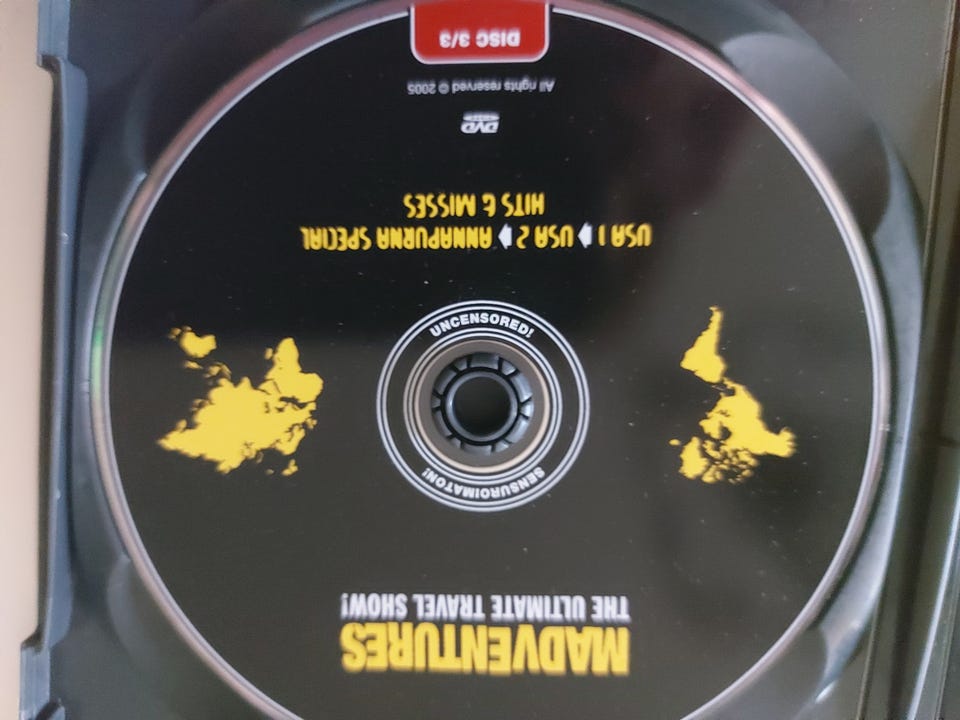 MADVENTURES
THE ULTIMATE TRAVEL SHOW!
SENSUROIMATON!
UNCENSORED!
USA 1 USA 2 ANNAPURNA SPECIAL
HITS & MISSES
DVD
All rights reserved © 2005
DISC 3/3